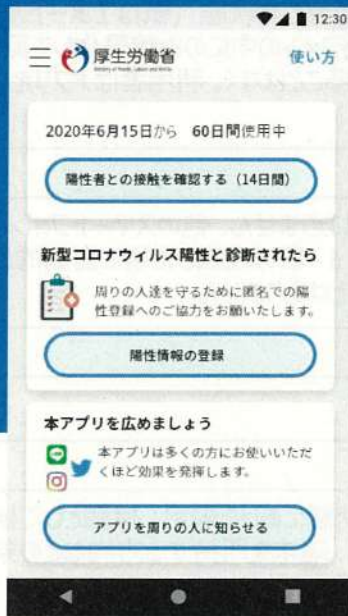 12:30
厚生労働省
Ministry of Health, Labour and Welfare
使い方
2020年6月15日から 60日間使用中
陽性者との接触を確認する（14日間）
新型コロナウィルス陽性と診断されたら
周りの人達を守るために匿名での陽
性登録へのご協力をお願いいたします。
陽性情報の登録
本アプリを広めましょう
本アプリは多くの方にお使いいただ
くほど効果を発揮します。
アプリを周りの人に知らせる